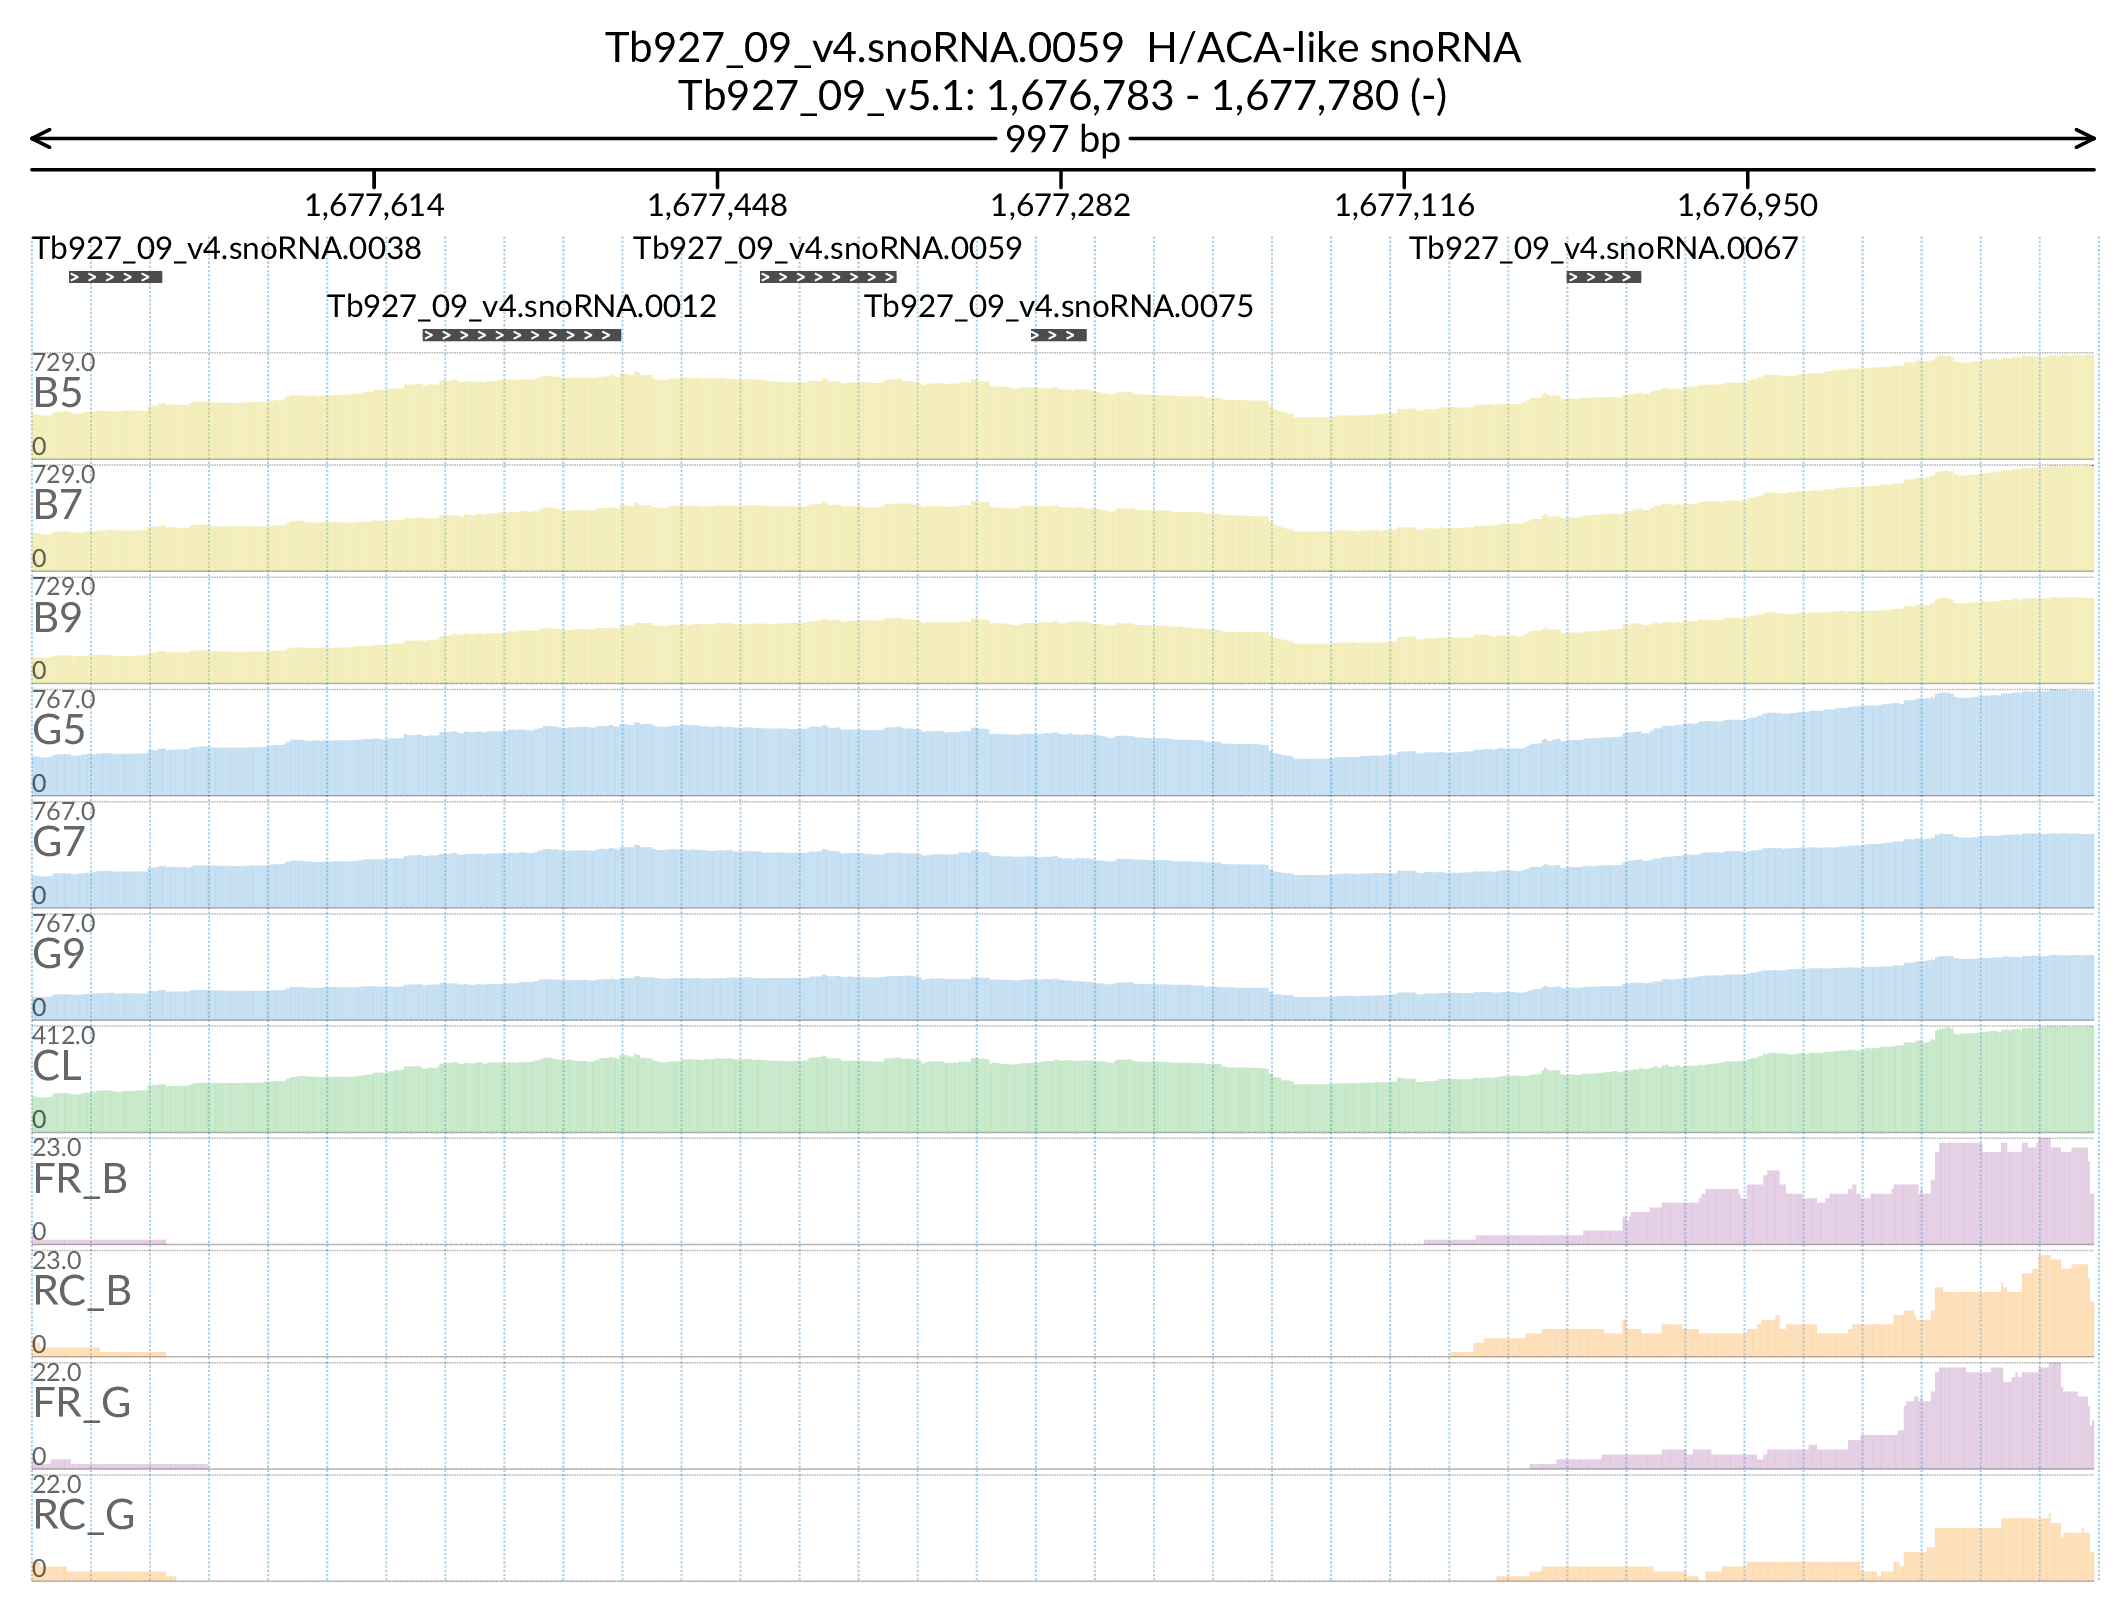 Tb927_09_v4.snoRNA.0059 H/ACA-like snoRNA
Tb927_09_v5.1: 1,676,783 - 1,677,780 (-)
997 bp
1,677,614 1,677,448 1,677,282 1,677,116 1,676,950
Tb927_09_v4.snoRNA.0038 Tb927_09_v4.snoRNA.0059 Tb927_09_v4.snoRNA.0067
Tb927_09_v4.snoRNA.0012 Tb927_09_v4.snoRNA.0075
729.0
B5
0
729.0
B7
0
729.0
B9
0
767.0
G5
0
767.0
G7
0
767.0
G9
0
412.0
CL
0
23.0
FR_B
0
23.0
RC_B
0
22.0
FR_G
0
22.0
RC_G
0